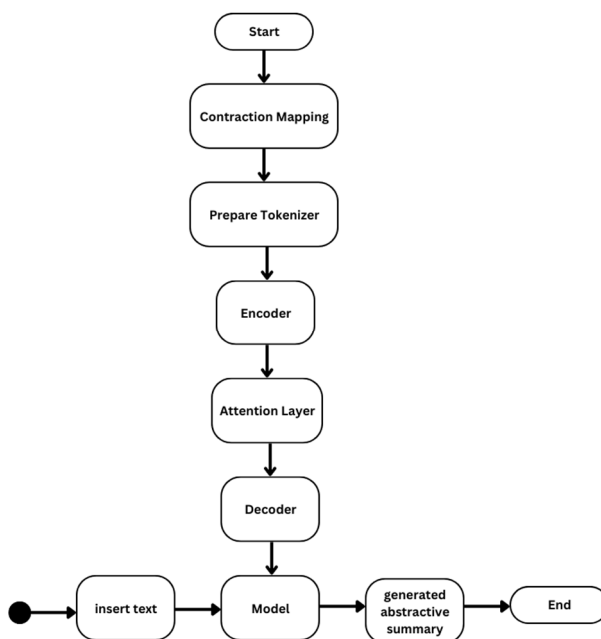 Start
Contraction Mapping
Prepare Tokenizer
Encoder
Attention Layer
Decoder
insert text
Model
generated
abstractive
summary
End